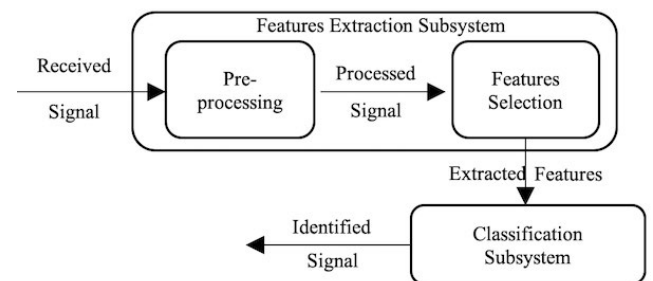 Features Extraction Subsystem
Received
Signal
Pre-
processing
Processed
Signal
Features
Selection
Extracted Features
Identified
Signal
Classification
Subsystem